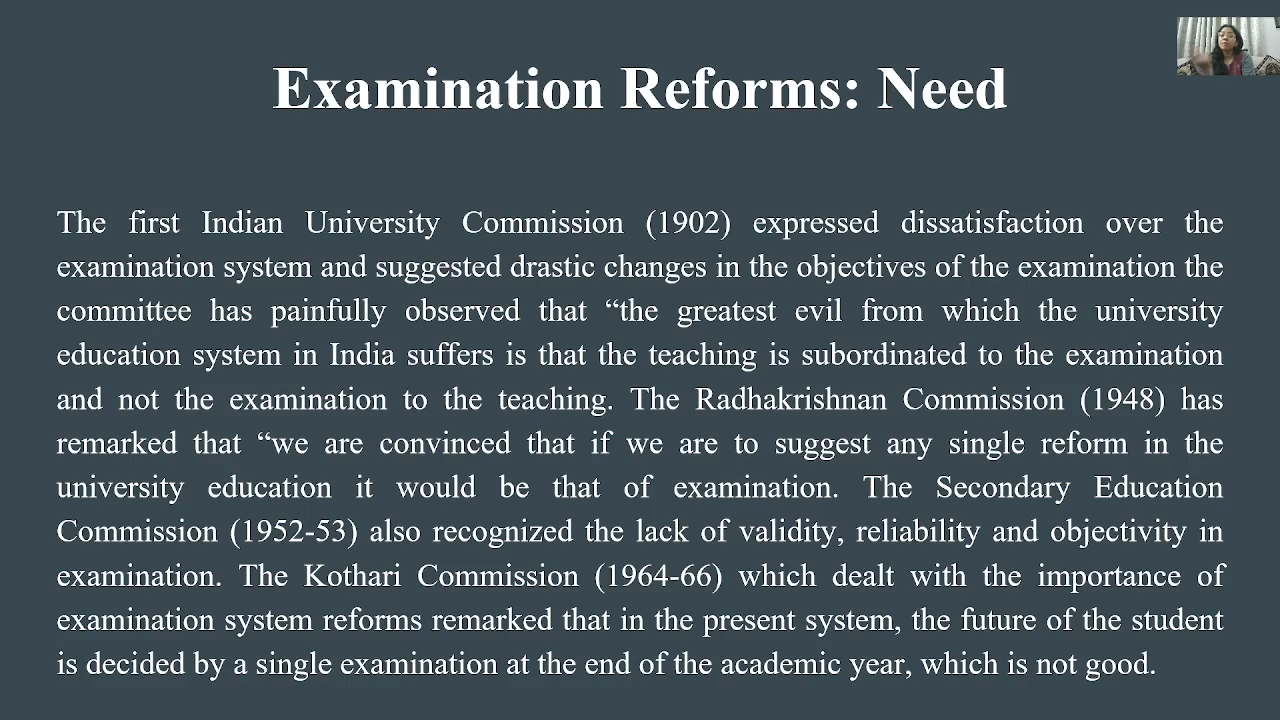 Examination Reforms: Need
The first Indian University Commission (1902) expressed dissatisfaction over the
examination system and suggested drastic changes in the objectives of the examination the
committee has painfully observed that “the greatest evil from which the university
education system in India suffers is that the teaching is subordinated to the examination
and not the examination to the teaching. The Radhakrishnan Commission (1948) has
remarked that “we are convinced that if we are to suggest any single reform in the
university education it would be that of examination. The Secondary Education
Commission (1952-53) also recognized the lack of validity, reliability and objectivity in
examination. The Kothari Commission (1964-66) which dealt with the importance of
examination system reforms remarked that in the present system, the future of the student
is decided by a single examination at the end of the academic year, which is not good.